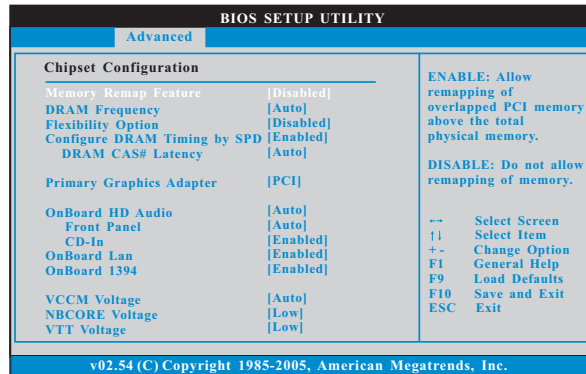 BIOS SETUP UTILITY
Advanced
Chipset Configuration
Memory Remap Feature [Disabled]
DRAM Frequency [Auto]
Flexibility Option [Disabled]
Configure DRAM Timing by SPD [Enabled]
DRAM CAS# Latency [Auto]
Primary Graphics Adapter [PCI]
OnBoard HD Audio [Auto]
Front Panel [Auto]
CD-In [Enabled]
OnBoard Lan [Enabled]
OnBoard 1394 [Enabled]
VCCM Voltage [Auto]
NBCORE Voltage [Low]
VTT Voltage [Low]
ENABLE: Allow
remapping of
overlapped PCI memory
above the total
physical memory.
DISABLE: Do not allow
remapping of memory.
←→ Select Screen
↑↓ Select Item
+ - Change Option
F1 General Help
F9 Load Defaults
F10 Save and Exit
ESC Exit
v02.54 (C) Copyright 1985-2005, American Megatrends, Inc.